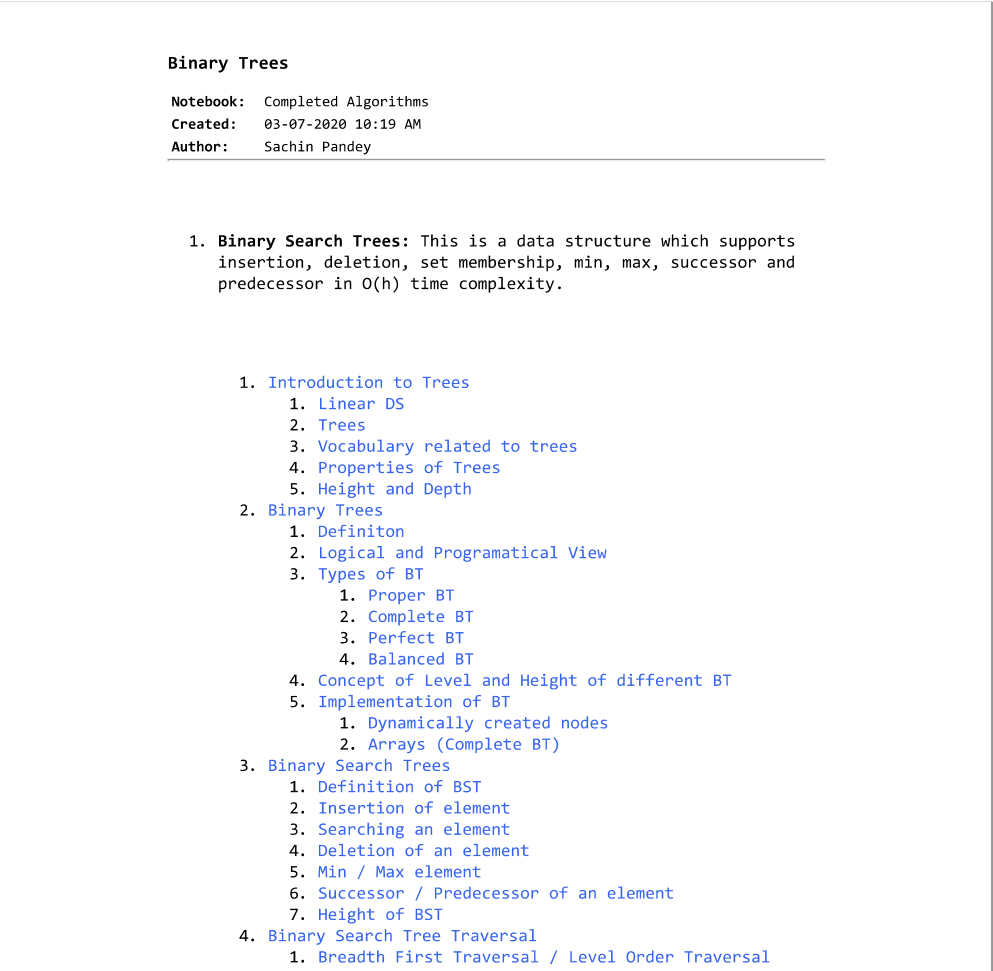 Binary Trees
Notebook: Completed Algorithms
Created: 03-07-2020 10:19 AM
Author: Sachin Pandey
1. Binary Search Trees: This is a data structure which supports
insertion, deletion, set membership, min, max, successor and
predecessor in O(h) time complexity.
1. Introduction to Trees
1. Linear DS
2. Trees
3. Vocabulary related to trees
4. Properties of Trees
5. Height and Depth
2. Binary Trees
1. Definiton
2. Logical and Programatical View
3. Types of BT
1. Proper BT
2. Complete BT
3. Perfect BT
4. Balanced BT
4. Concept of Level and Height of different BT
5. Implementation of BT
1. Dynamically created nodes
2. Arrays (Complete BT)
3. Binary Search Trees
1. Definition of BST
2. Insertion of element
3. Searching an element
4. Deletion of an element
5. Min / Max element
6. Successor / Predecessor of an element
7. Height of BST
4. Binary Search Tree Traversal
1. Breadth First Traversal / Level Order Traversal